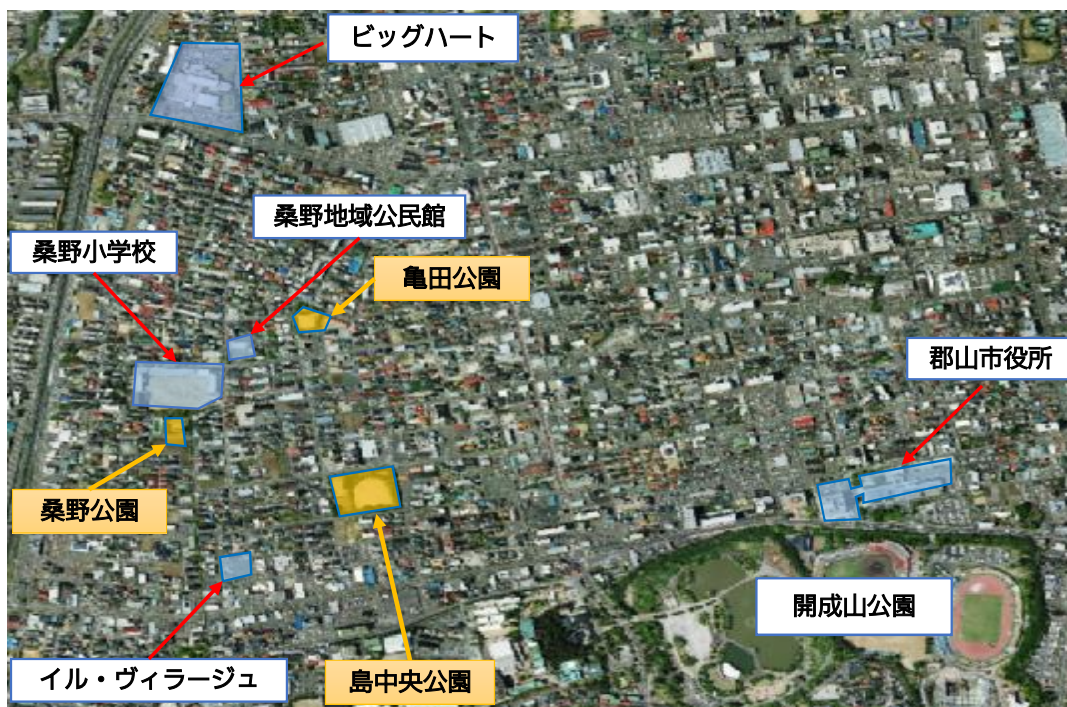 ビッグハート
桑野地域公民館
桑野小学校
亀田公園
郡山市役所
桑野公園
開成山公園
イル・ヴィラージュ
島中央公園